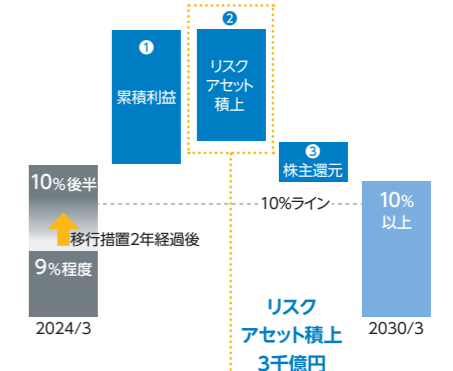 ❶
累積利益
❷
リスク
アセット
積上
❸
株主還元
10%後半
10%ライン
10%
以上
移行措置2年経過後
9%程度
2024/3
リスク
アセット積上
3千億円
2030/3